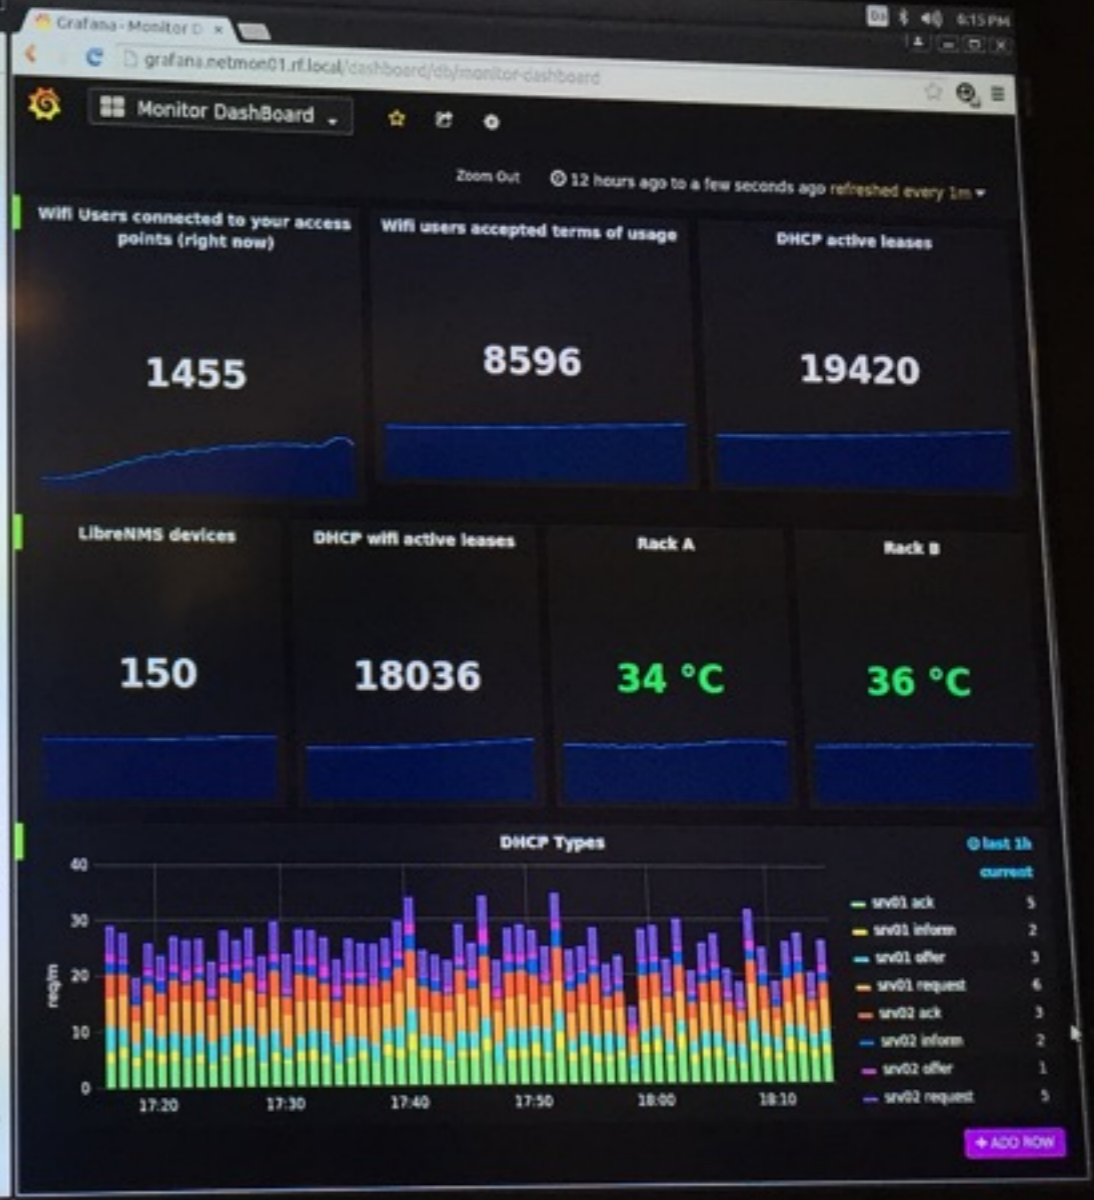 Grafana - Monitor D
6:15 PM
grafana.netmon01.rf.local/dashboard/db/monitor-dashboard
Monitor DashBoard
Zoom Out 12 hours ago to a few seconds ago refreshed every 1m
Wifi Users connected to your access
points (right now)
1455
Wifi users accepted terms of usage
8596
DHCP active leases
19420
LibreNMS devices
150
DHCP wifi active leases
18036
Rack A
34 °C
Rack B
36 °C
DHCP Types
last 1h
current
req/m
40
30
20
10
0
17:20 17:30 17:40 17:50 18:00 18:10
srv01 ack 5
srv01 inform 2
srv01 offer 3
srv01 request 6
srv02 ack 3
srv02 inform 2
srv02 offer 1
srv02 request 5
+ ADD ROW